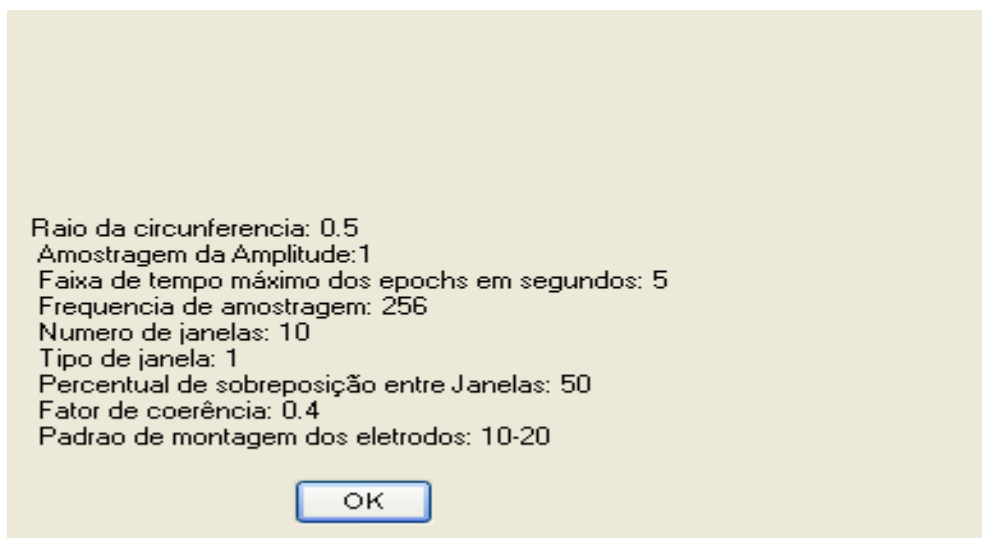 Raio da circunferencia: 0.5
Amostragem da Amplitude:1
Faixa de tempo máximo dos epochs em segundos: 5
Frequencia de amostragem: 256
Numero de janelas: 10
Tipo de janela: 1
Percentual de sobreposição entre Janelas: 50
Fator de coerência: 0.4
Padrao de montagem dos eletrodos: 10-20
OK